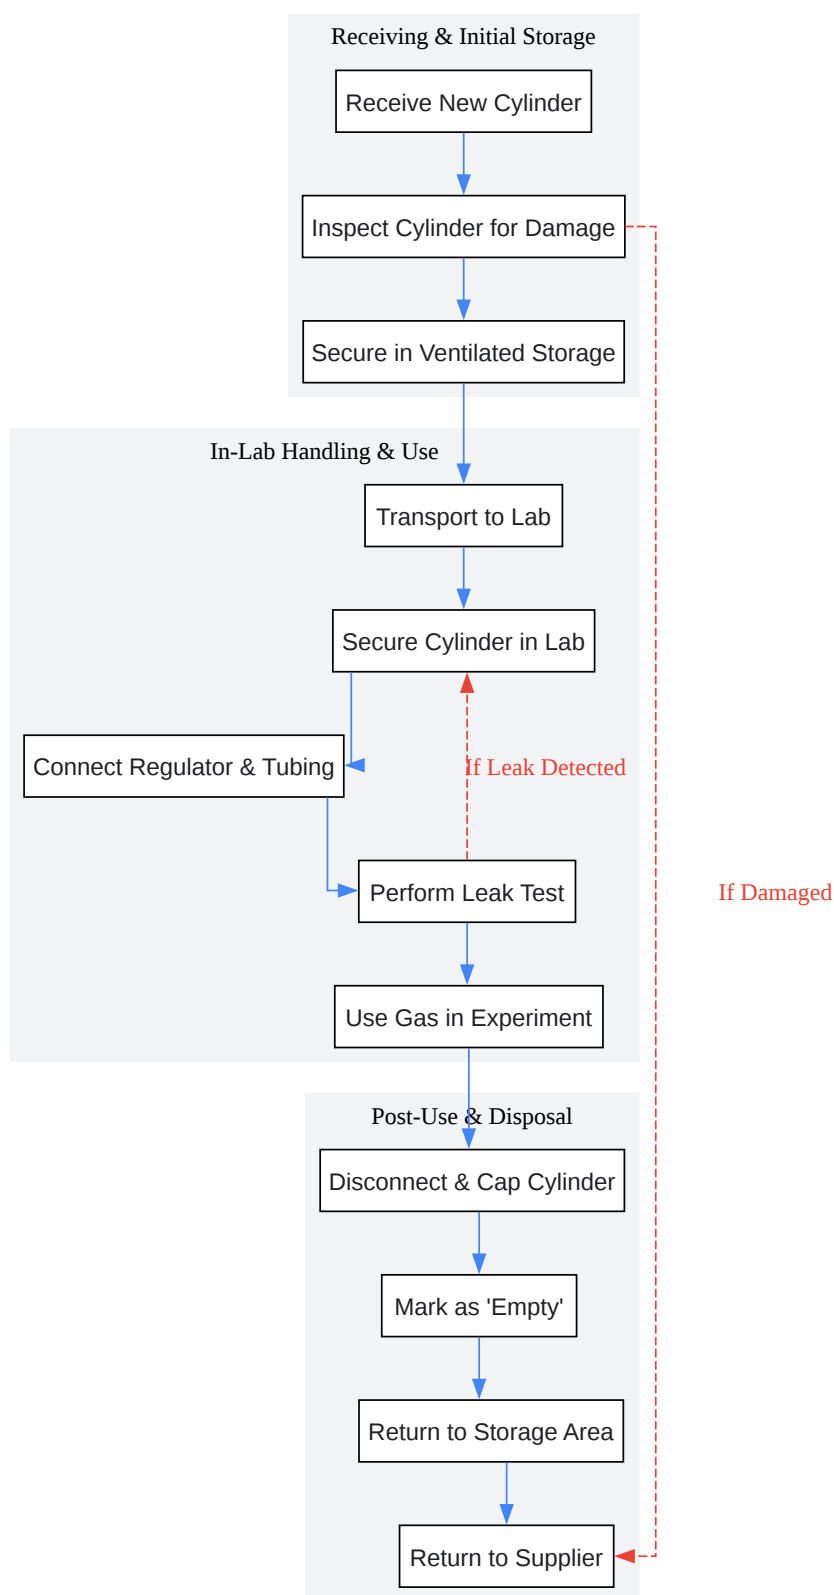 Receiving & Initial Storage
Receive New Cylinder
Inspect Cylinder for Damage
Secure in Ventilated Storage
In-Lab Handling & Use
Transport to Lab
Secure Cylinder in Lab
Connect Regulator & Tubing
If Leak Detected
Perform Leak Test
If Damaged
Use Gas in Experiment
Post-Use & Disposal
Disconnect & Cap Cylinder
Mark as 'Empty'
Return to Storage Area
Return to Supplier